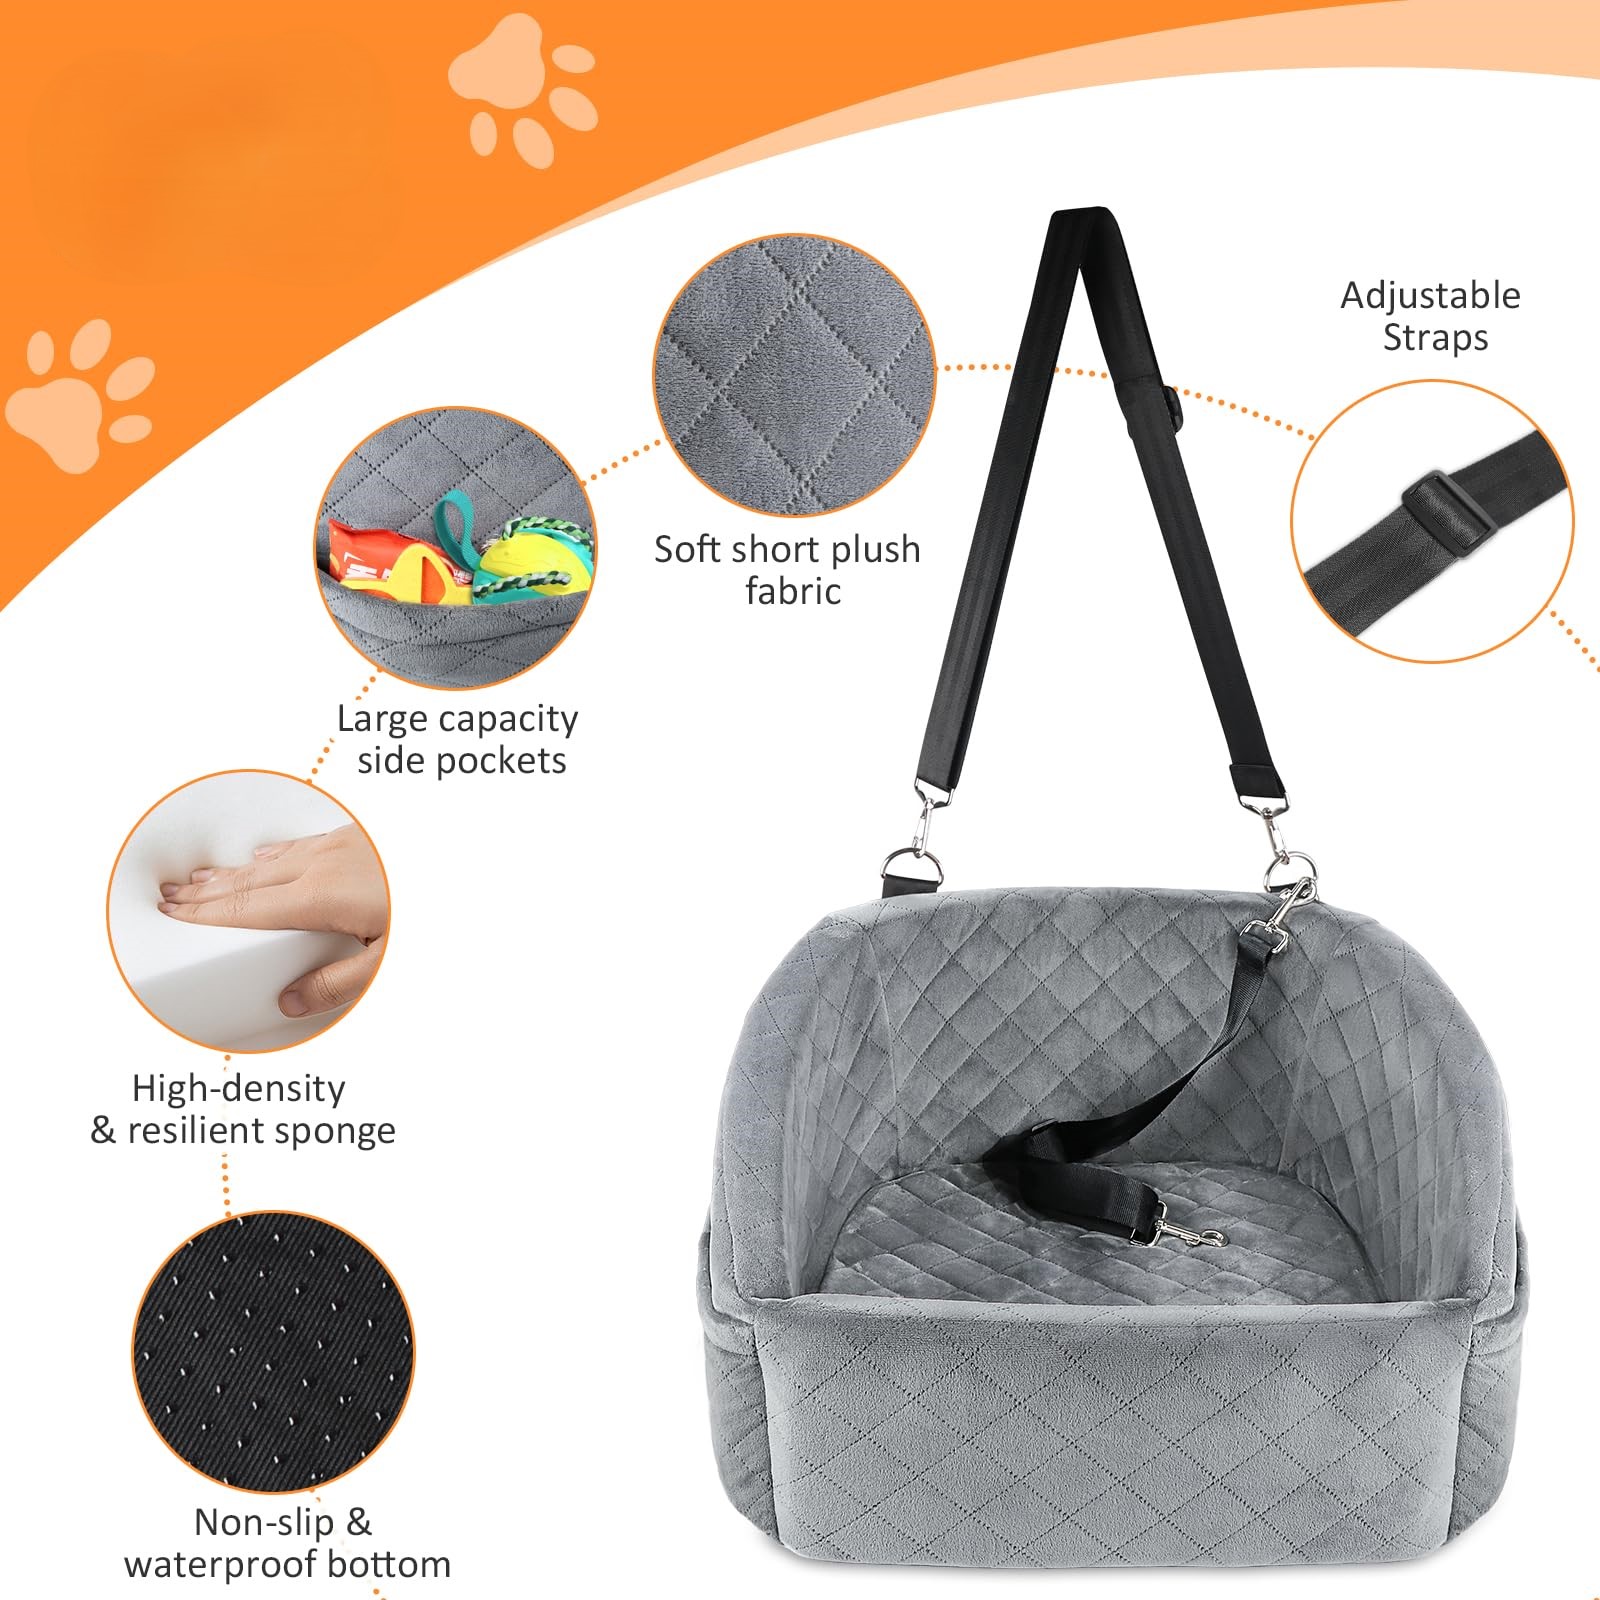 Adjustable
Straps
Soft short plush
fabric
Large capacity
side pockets
High-density
& resilient sponge
Non-slip &
waterproof bottom